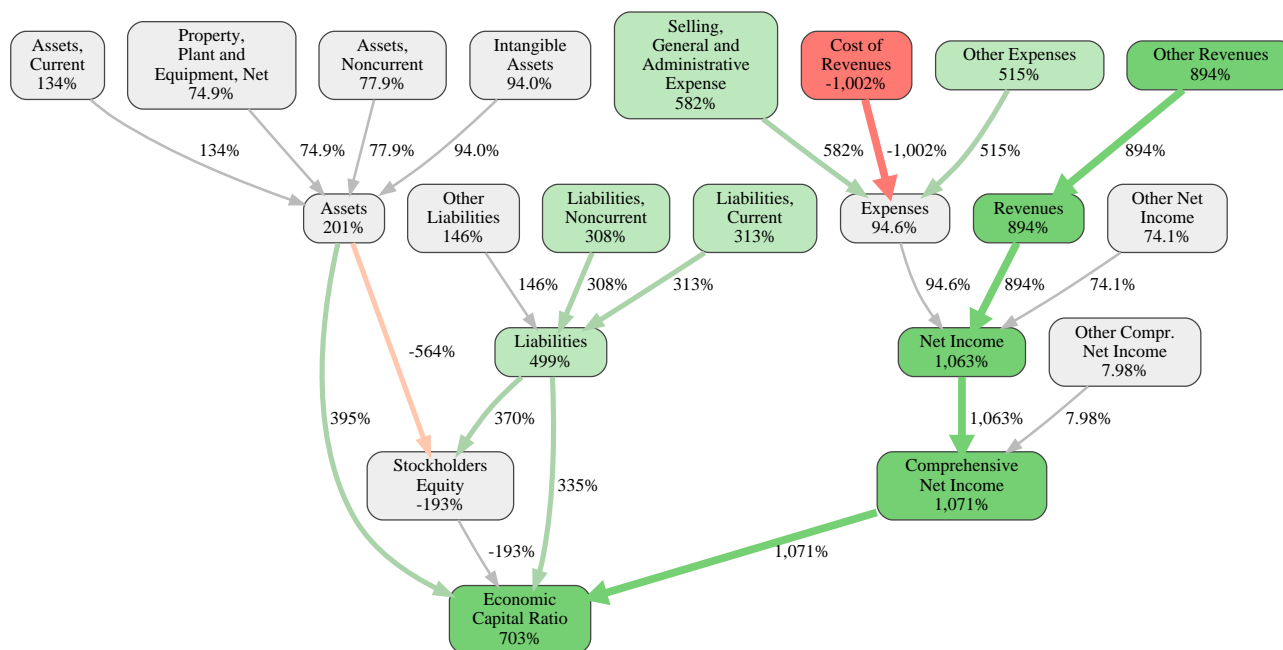 Assets,
Current
134%
Property,
Plant and
Equipment, Net
74.9%
Assets,
Noncurrent
77.9%
Intangible
Assets
94.0%
Selling,
General and
Administrative
Expense
582%
Cost of
Revenues
-1,002%
Other Expenses
515%
Other Revenues
894%
134%
74.9%
77.9%
94.0%
582%
-1,002%
515%
894%
Assets
201%
Other
Liabilities
146%
Liabilities,
Noncurrent
308%
Liabilities,
Current
313%
Expenses
94.6%
Revenues
894%
Other Net
Income
74.1%
146%
308%
313%
94.6%
894%
74.1%
Liabilities
499%
Net Income
1,063%
Other Compr.
Net Income
7.98%
-564%
395%
370%
335%
1,063%
7.98%
Stockholders
Equity
-193%
Comprehensive
Net Income
1,071%
-193%
1,071%
Economic
Capital Ratio
703%